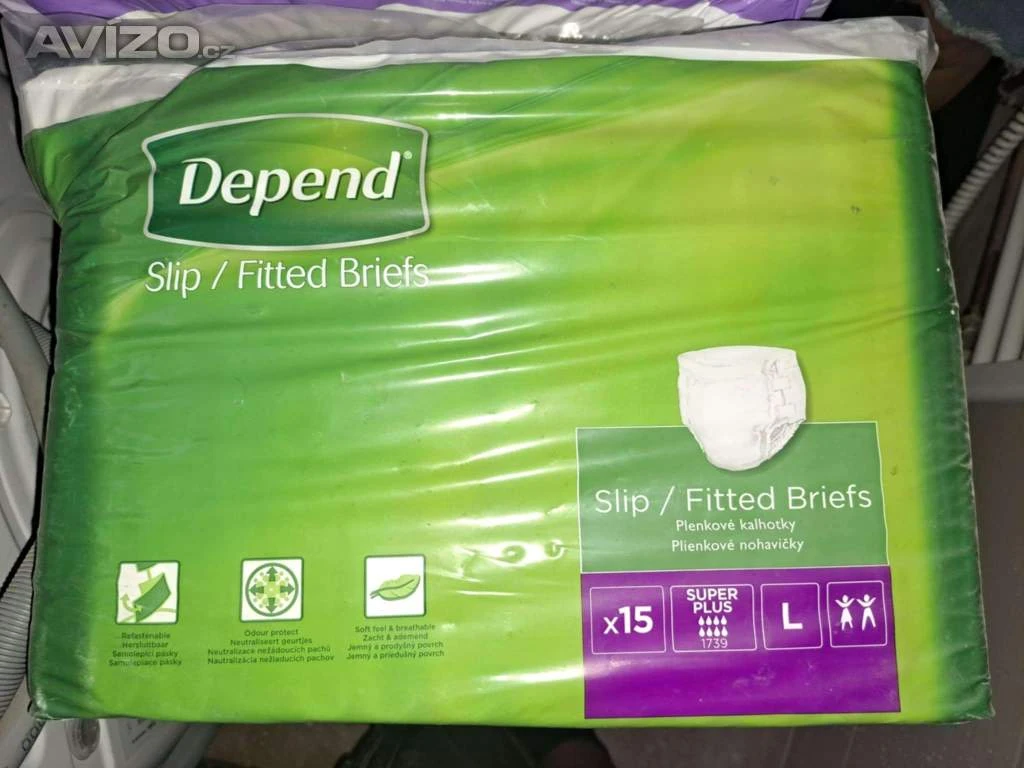 AVIZO.cz
Depend®
Slip / Fitted Briefs
Slip / Fitted Briefs
Plenkové kalhotky
Plienkové nohavičky
x15
SUPER
PLUS
1739
L
Refastenable
Hersluitbaar
Samolepicí pásky
Samolepiace pásky
Odour protect
Neutraliseert geurtjes
Neutralizace nežádoucích pachů
Neutralizácia nežiaducich pachov
Soft feel & breathable
Zacht & ademend
Jemný a prodyšný povrch
Jemný a priedušný povrch